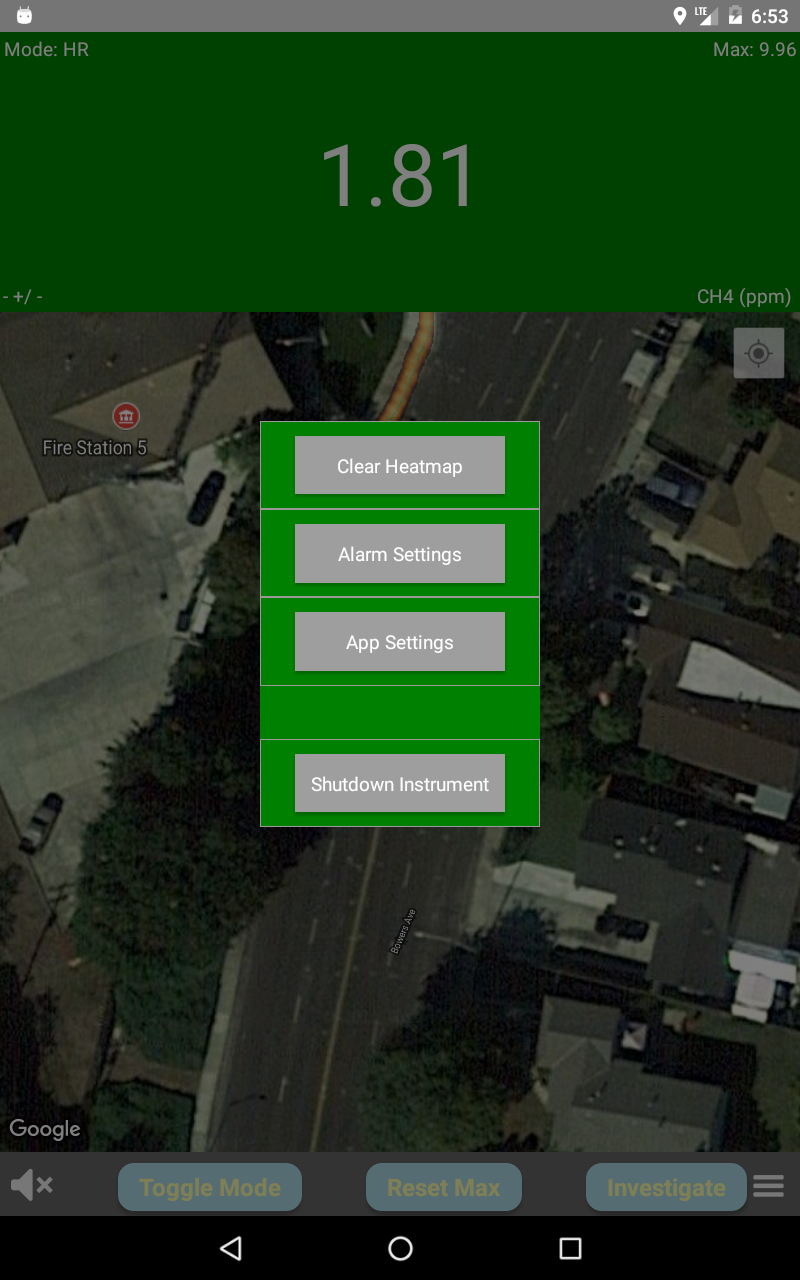 LTE 6:53
Mode: HR Max: 9.96
1.81
- +/ - CH4 (ppm)
Fire Station 5
Clear Heatmap
Alarm Settings
App Settings
Shutdown Instrument
Bowers Ave
Google
Toggle Mode Reset Max Investigate